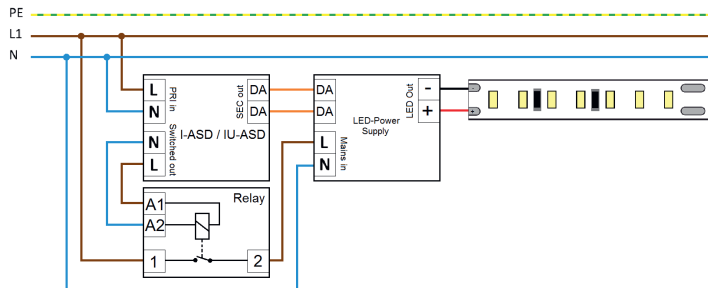 PE
L1
N
L
PRI in
N
SEC out
DA
DA
I-ASD / IU-ASD
N
Switched out
L
DA
DA
LED Out
-
+
LED-Power
Supply
L
Mains in
N
- 
+
Relay
A1
A2
1
2